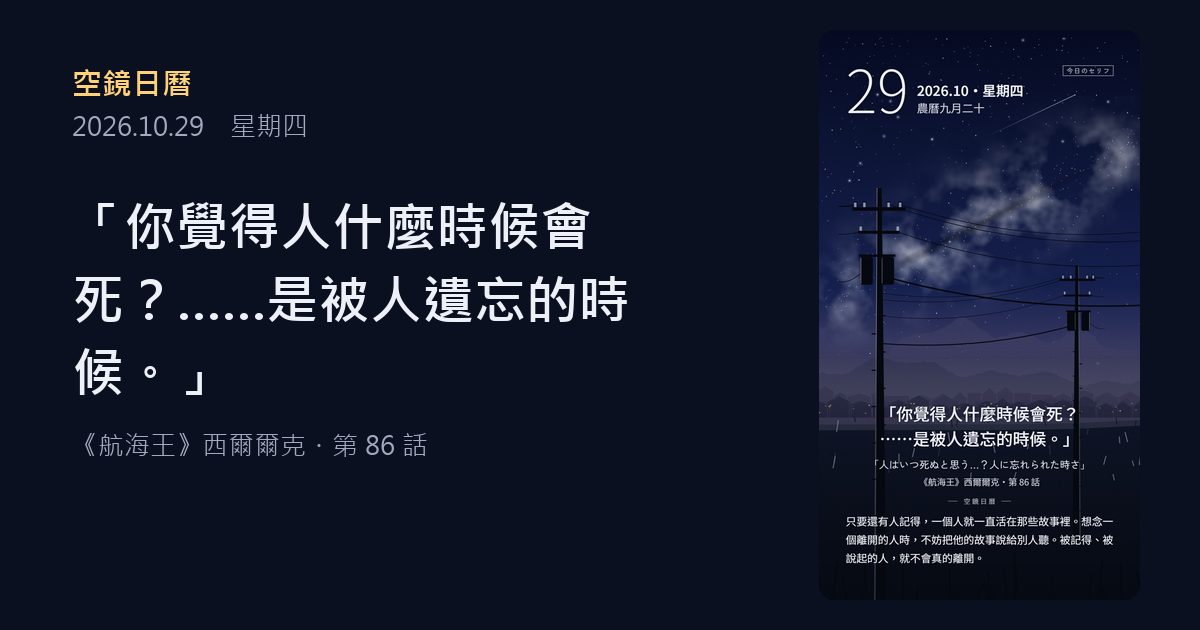 空鏡日曆
2026.10.29 星期四
「你覺得人什麼時候會
死？......是被人遺忘的時
候。」
《航海王》西爾爾克．第 86 話
今日のセリフ
29
2026.10・星期四
農曆九月二十
「你覺得人什麼時候會死？
⋯⋯是被人遺忘的時候。」
「人はいつ死ぬと思う…？人に忘れられた時さ」
《航海王》西爾爾克・第 86 話
— 空鏡日曆 —
只要還有人記得，一個人就一直活在那些故事裡。想念一
個離開的人時，不妨把他的故事說給別人聽。被記得、被
說起的人，就不會真的離開。